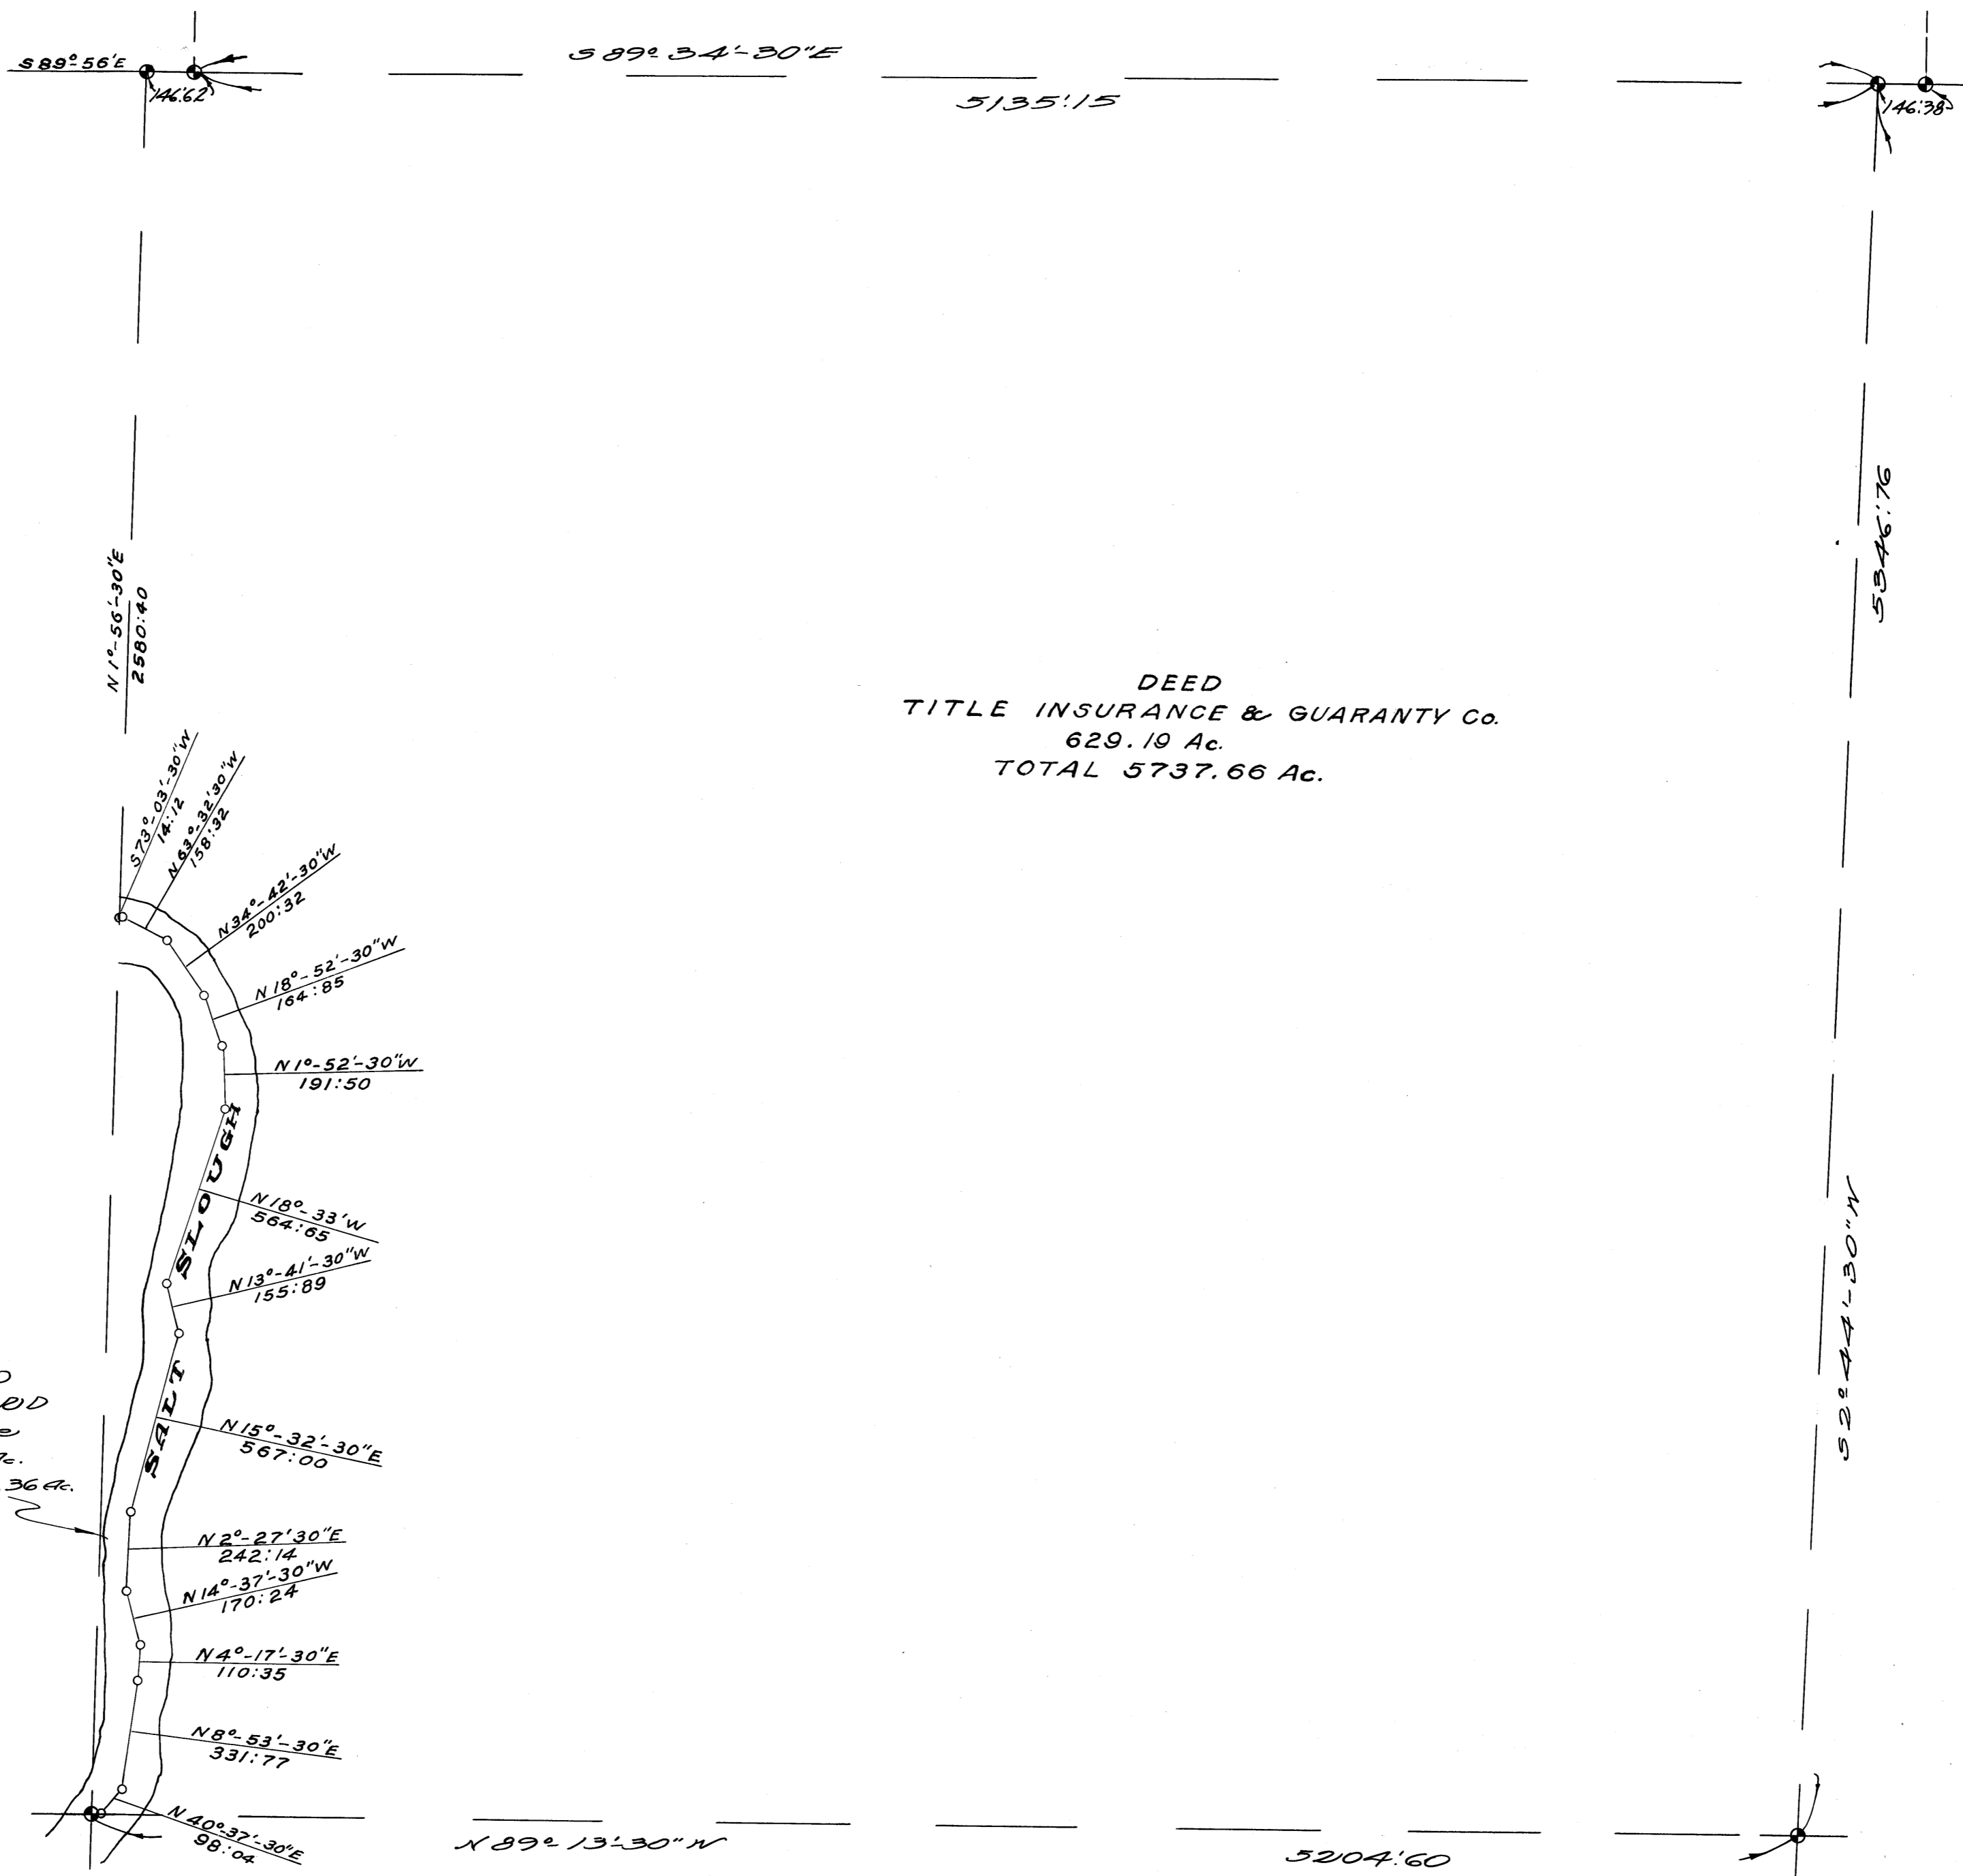 S 89°-56'E
146.62
S 89°-34'-30"E
5135.15
146.38
N 1°-56'-30"E
2580.40
5346.76
S 2°-44'-30"W
DEED
TITLE INSURANCE & GUARANTY Co.
629.19 Ac.
TOTAL 5737.66 Ac.
S 73°-03'-30"W
14.12
N 63°-32'30"W
158.32
N 34°-42'-30"W
200.32
N 18°-52'-30"W
164.85
N 1°-52'-30"W
191.50
N 18°-33'W
564.65
N 13°-41'-30"W
155.89
SALT SLOUGH
N 15°-32'-30"E
567.00
36 Ac.
N 2°-27'30"E
242.14
N 14°-37'-30"W
170.24
N 4°-17'-30"E
110.35
N 8°-53'-30"E
331.77
N 40°-37'-30"E
98.04
N 89°-13'-30"W
5204.60